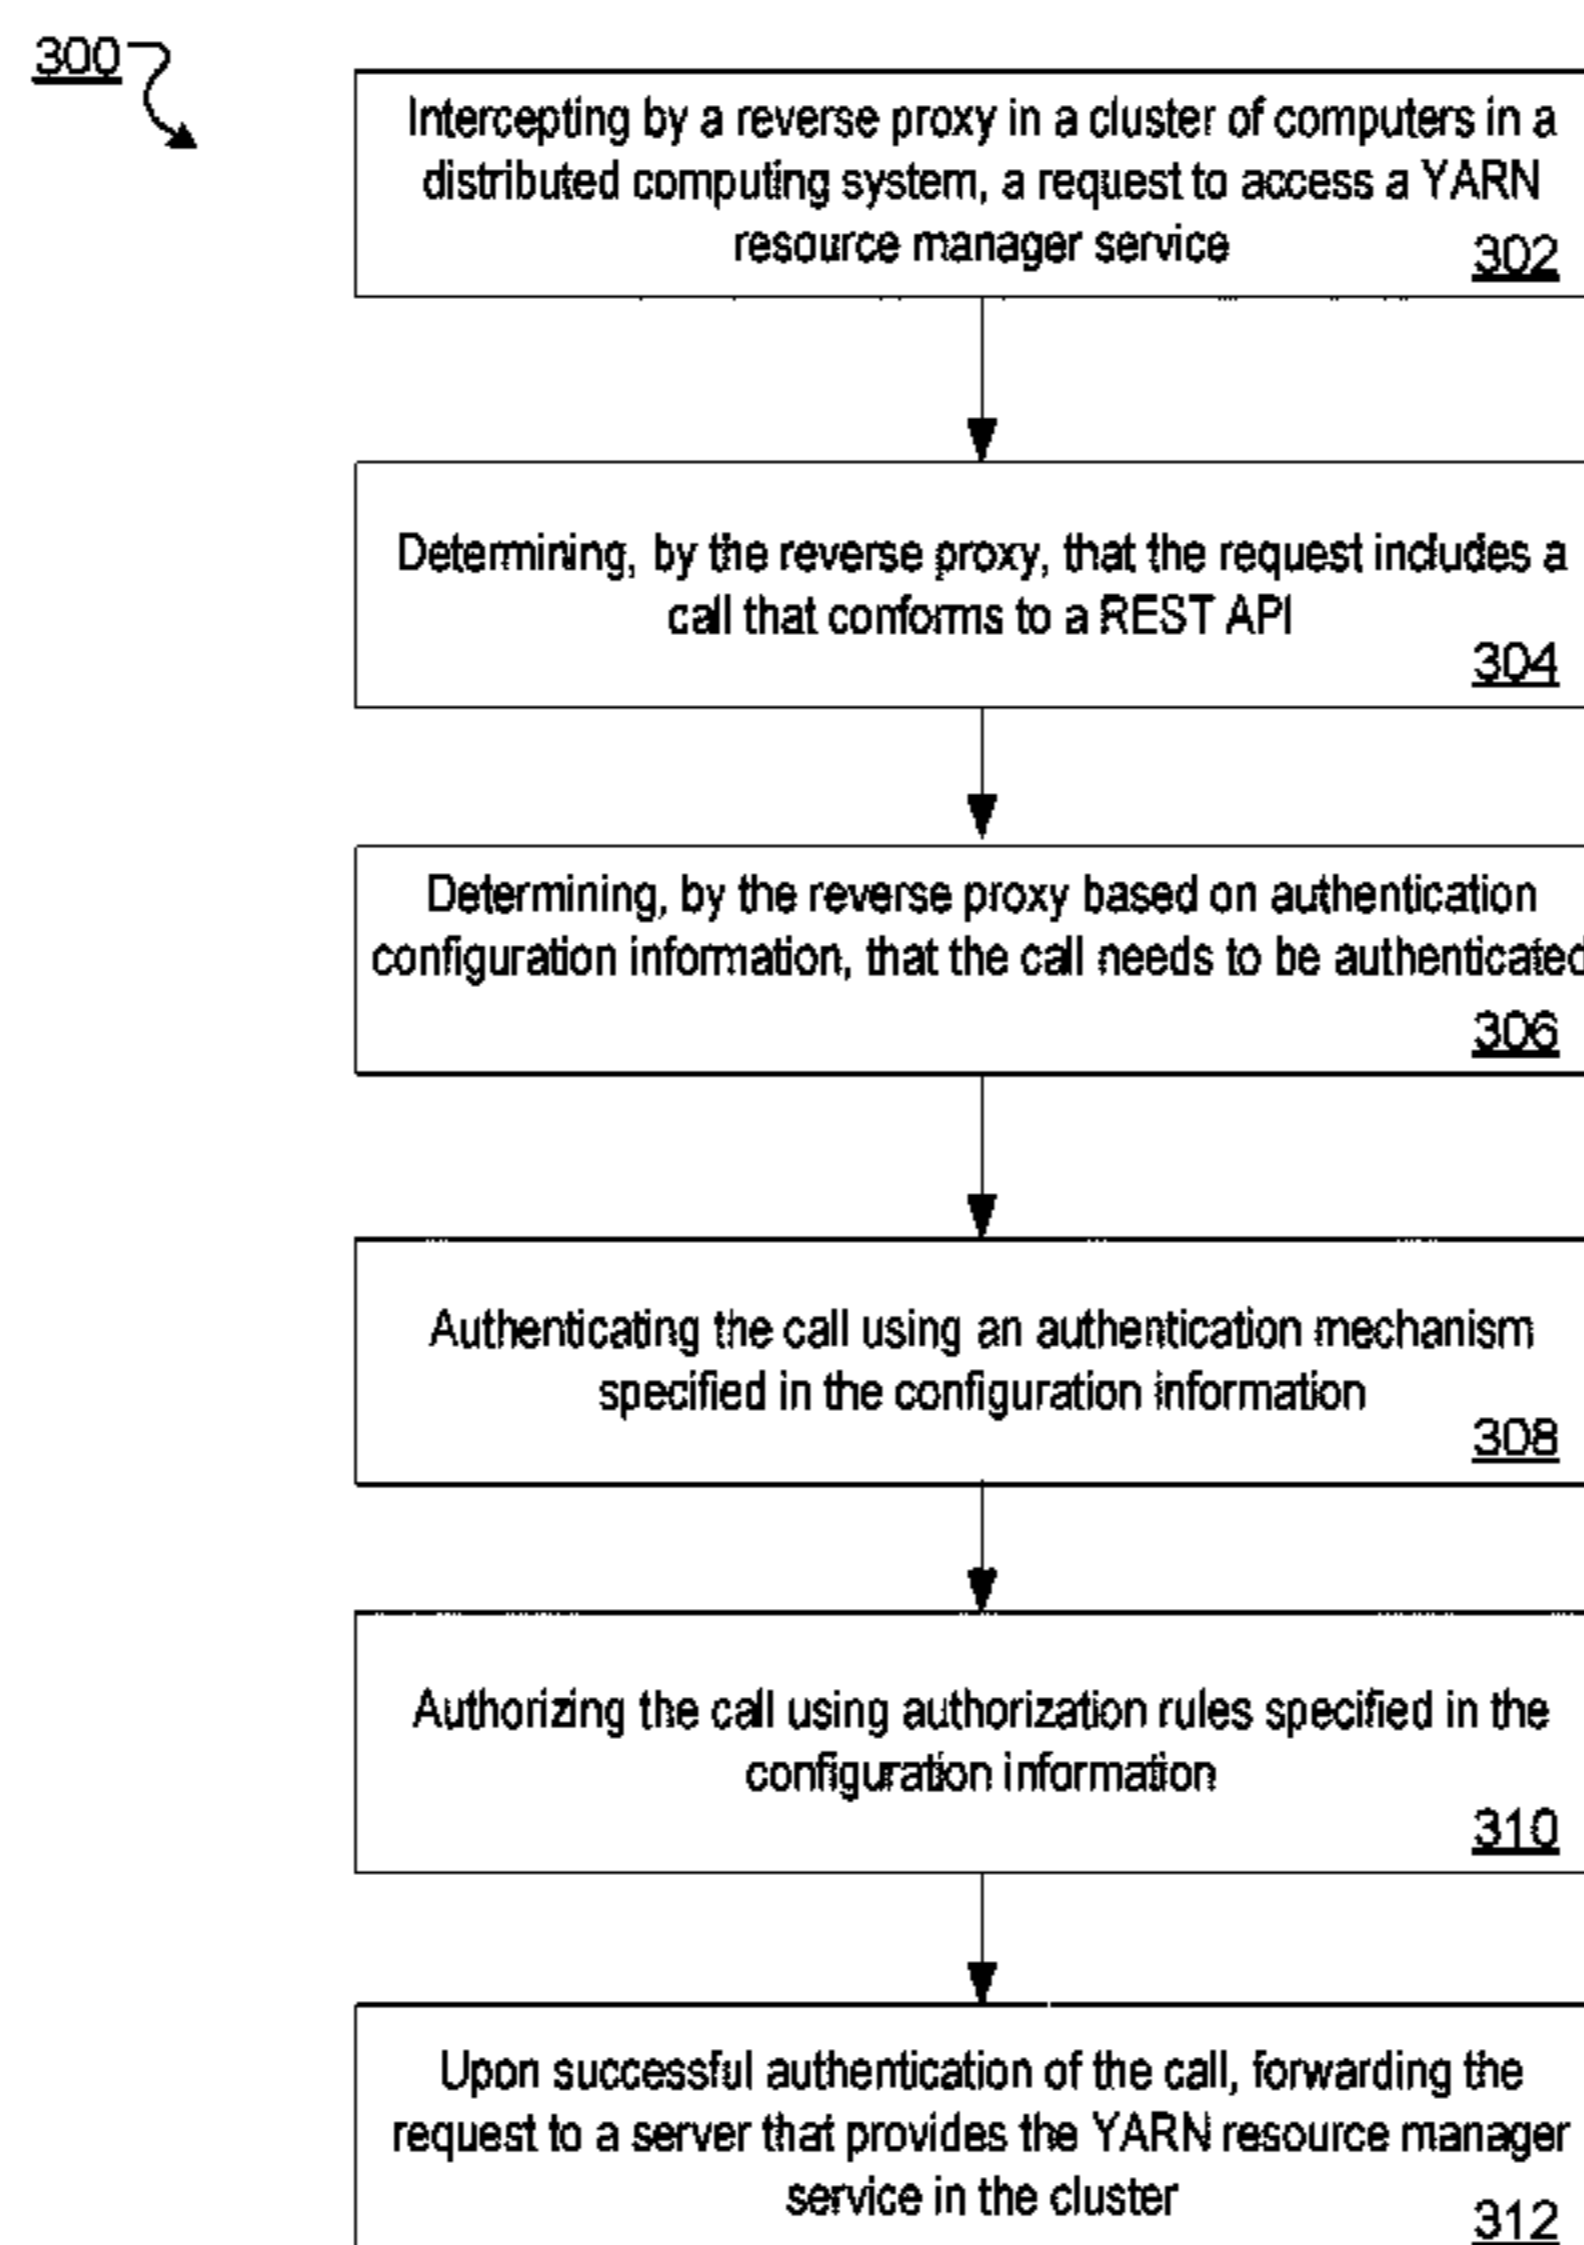 300
Intercepting by a reverse proxy in a cluster of computers in a
distributed computing system, a request to access a YARN
resource manager service
302
Determining, by the reverse proxy, that the request includes a
call that conforms to a REST API
304
Determining, by the reverse proxy based on authentication
configuration information, that the call needs to be authenticated
306
Authenticating the call using an authentication mechanism
specified in the configuration information
308
Authorizing the call using authorization rules specified in the
configuration information
310
Upon successful authentication of the call, forwarding the
request to a server that provides the YARN resource manager
service in the cluster
312